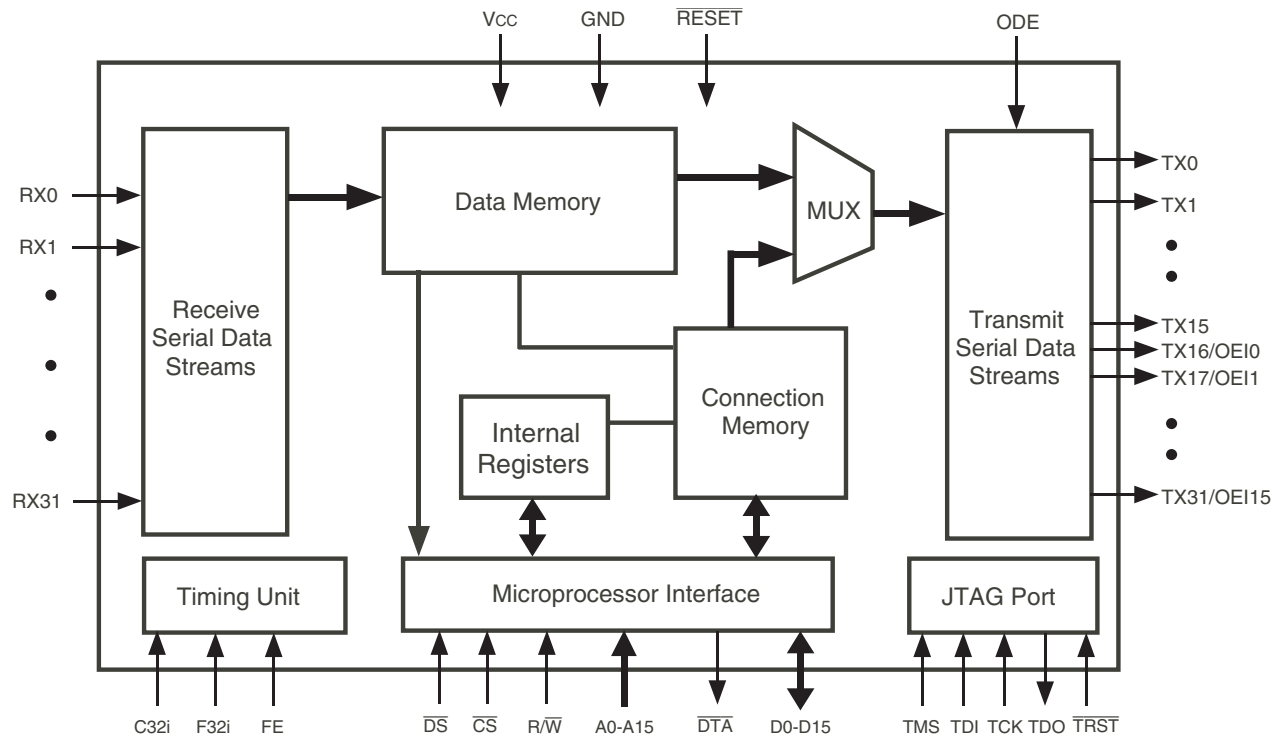 VCC
GND
RESET
ODE
RX0
RX1
RX31
Receive
Serial Data
Streams
Data Memory
MUX
Internal
Registers
Connection
Memory
Transmit
Serial Data
Streams
TX0
TX1
TX15
TX16/OEI0
TX17/OEI1
TX31/OEI15
Timing Unit
Microprocessor Interface
JTAG Port
C32i
F32i
FE
DS
CS
R/W
A0-A15
DTA
D0-D15
TMS
TDI
TCK
TDO
TRST